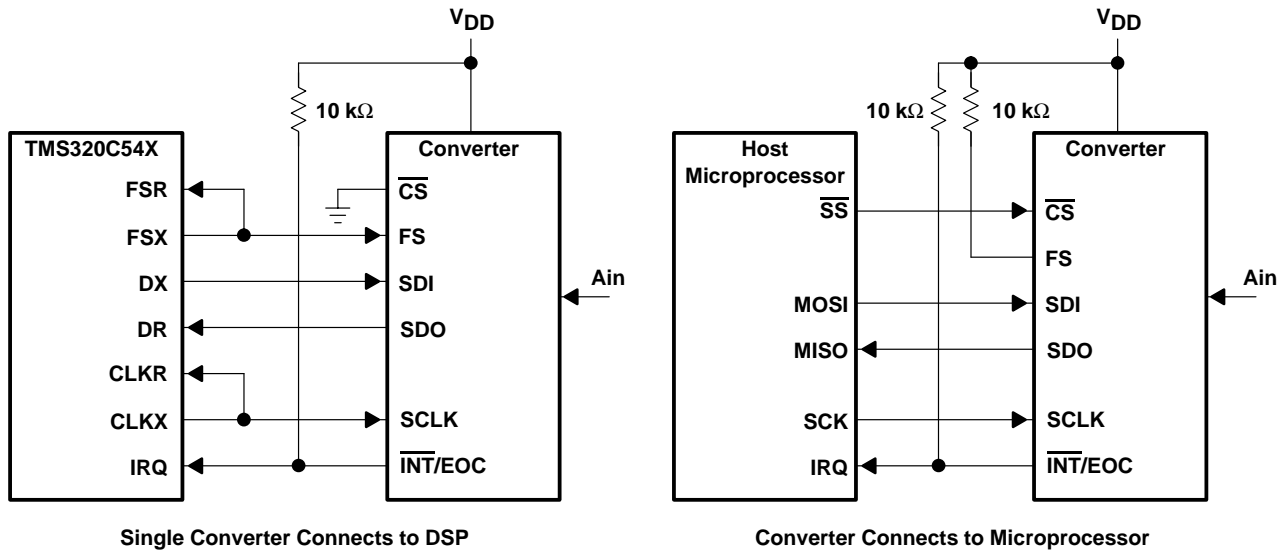 VDD
10 kΩ
TMS320C54X
Converter
FSR
CS
FSX
FS
DX
SDI
Ain
DR
SDO
CLKR
CLKX
SCLK
IRQ
INT/EOC
Single Converter Connects to DSP
VDD
10 kΩ
10 kΩ
Host
Microprocessor
Converter
SS
CS
FS
Ain
MOSI
SDI
MISO
SDO
SCK
SCLK
IRQ
INT/EOC
Converter Connects to Microprocessor